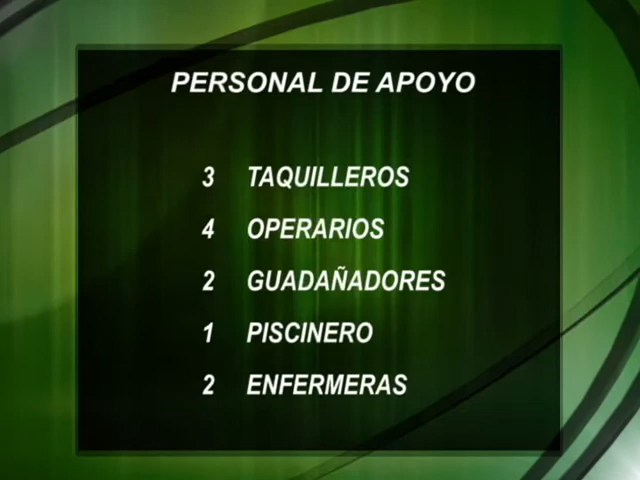 PERSONAL DE APOYO
3 TAQUILLEROS
4 OPERARIOS
2 GUADAÑADORES
1 PISCINERO
2 ENFERMERAS